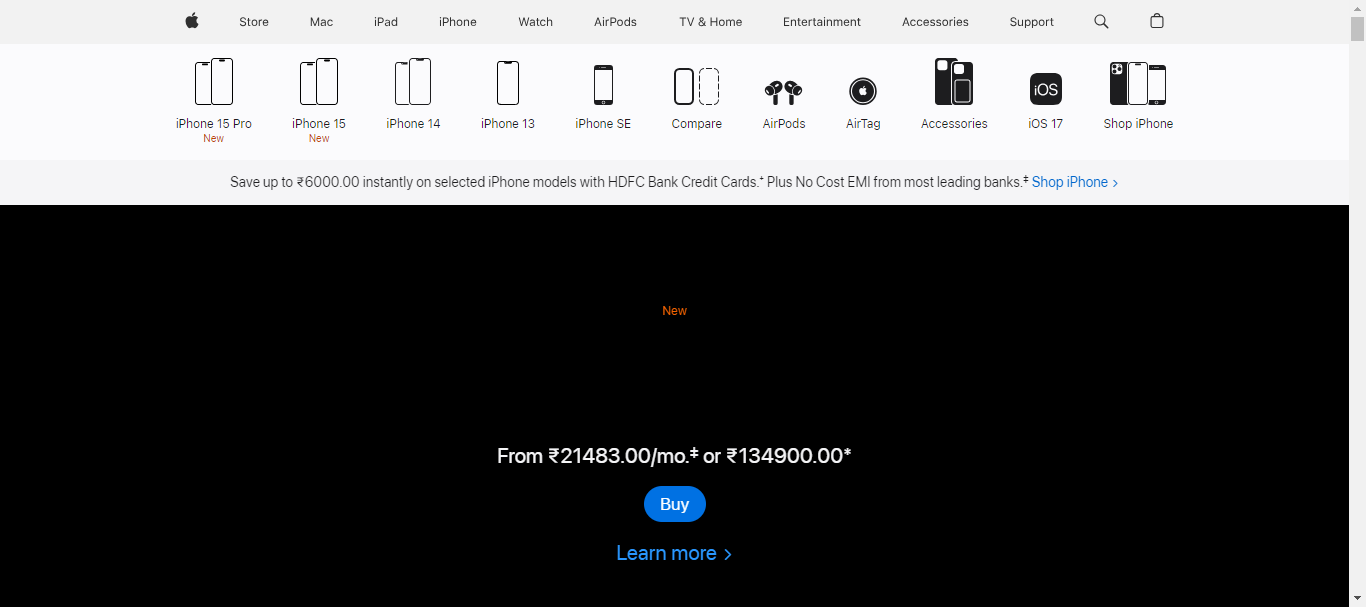 Store Mac iPad iPhone Watch AirPods TV & Home Entertainment Accessories Support
iPhone 15 Pro iPhone 15 iPhone 14 iPhone 13 iPhone SE Compare AirPods AirTag Accessories iOS iOS 17 Shop iPhone
New New
Save up to ₹6000.00 instantly on selected iPhone models with HDFC Bank Credit Cards.⁺ Plus No Cost EMI from most leading banks.‡ Shop iPhone >
New
From ₹21483.00/mo.‡ or ₹134900.00*
Buy
Learn more >